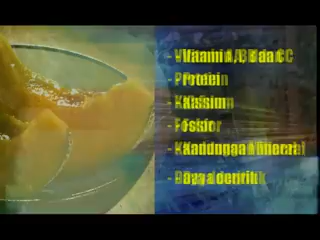 - Vitamin A, B dan C
- Protein
- Kalsium
- Fosfor
- Kandungan Mineral
-